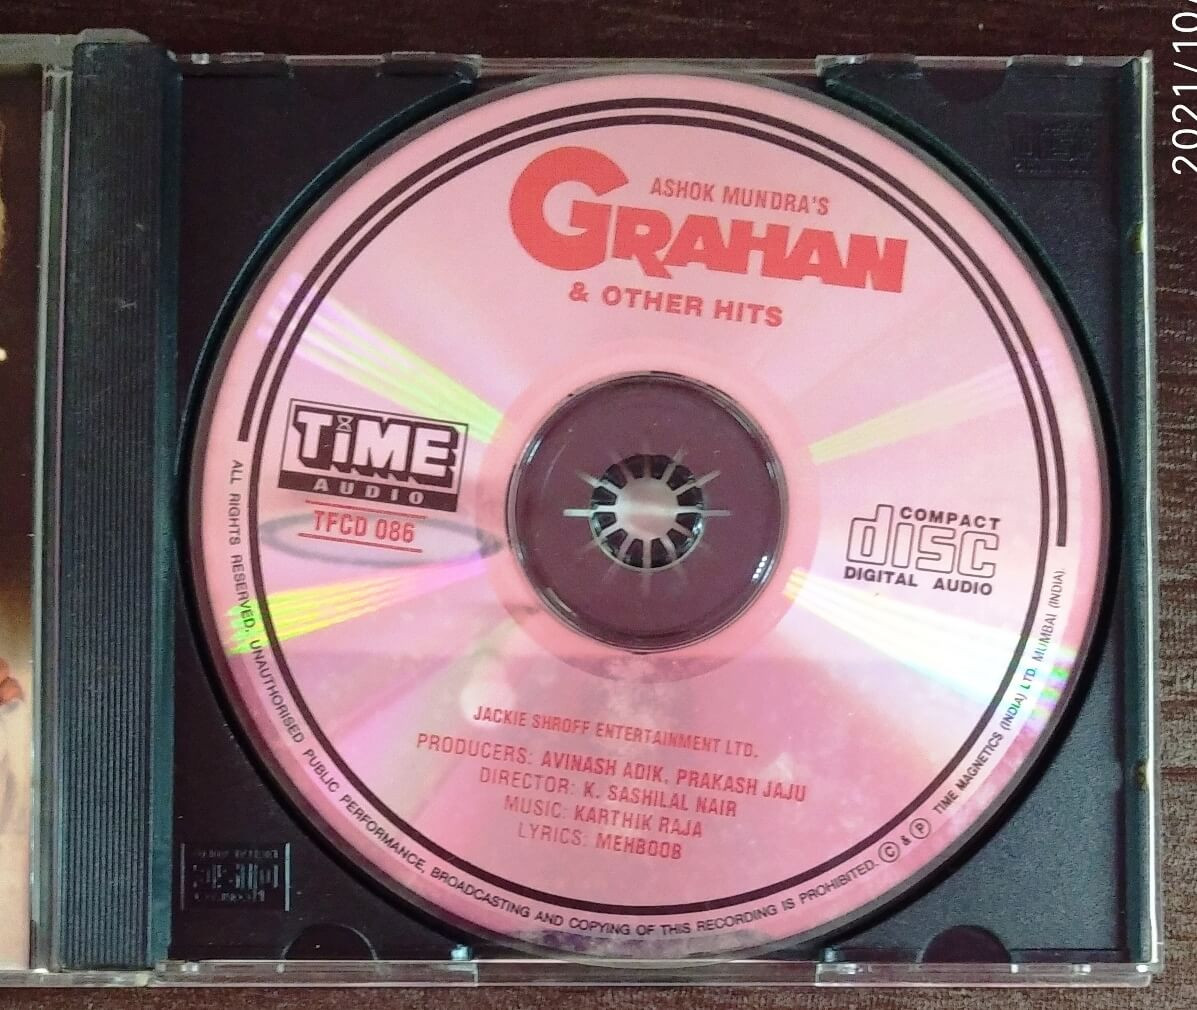 2021/10/
ASHOK MUNDRA'S
GRAHAN
& OTHER HITS
TiME
AUDIO
TFCD 086
COMPACT
disc
DIGITAL AUDIO
JACKIE SHROFF ENTERTAINMENT LTD.
PRODUCERS: AVINASH ADIK, PRAKASH JAJU
DIRECTOR: K. SASHILAL NAIR
MUSIC: KARTHIK RAJA
LYRICS: MEHBOOB
ALL RIGHTS RESERVED. UNAUTHORISED PUBLIC PERFORMANCE, BROADCASTING AND COPYING OF THIS RECORDING IS PROHIBITED. Ⓒ & Ⓟ TIME MAGNETICS (INDIA) LTD. MUMBAI (INDIA).